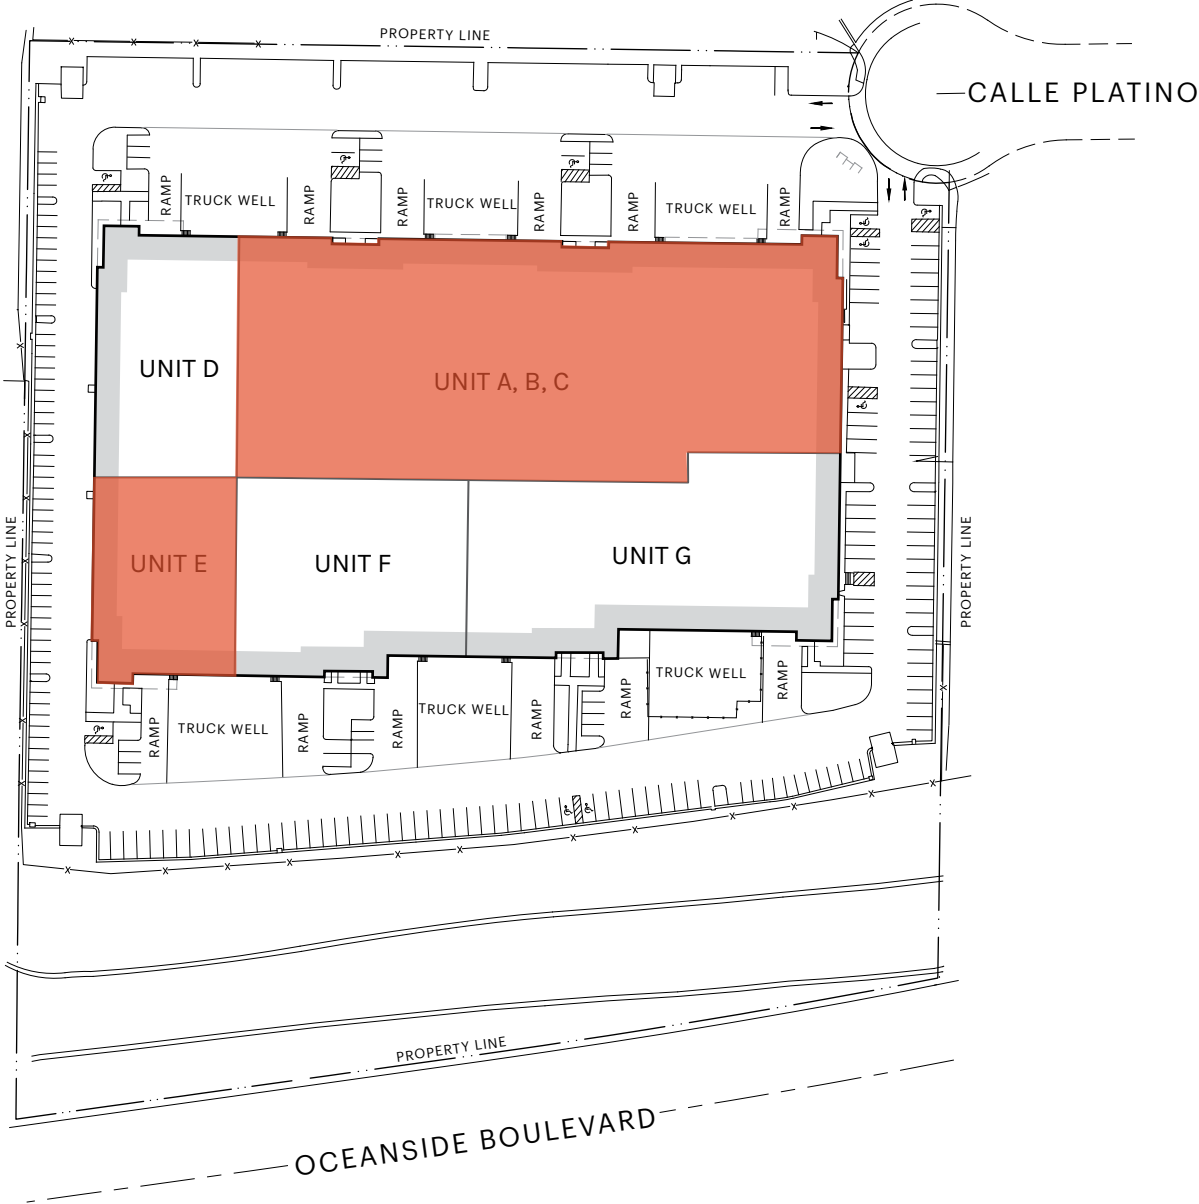 PROPERTY LINE
CALLE PLATINO
RAMP
TRUCK WELL
RAMP
RAMP
TRUCK WELL
RAMP
RAMP
TRUCK WELL
RAMP
UNIT D
UNIT A, B, C
PROPERTY LINE
UNIT E
UNIT F
UNIT G
PROPERTY LINE
RAMP
TRUCK WELL
RAMP
RAMP
TRUCK WELL
RAMP
RAMP
TRUCK WELL
RAMP
PROPERTY LINE
OCEANSIDE BOULEVARD